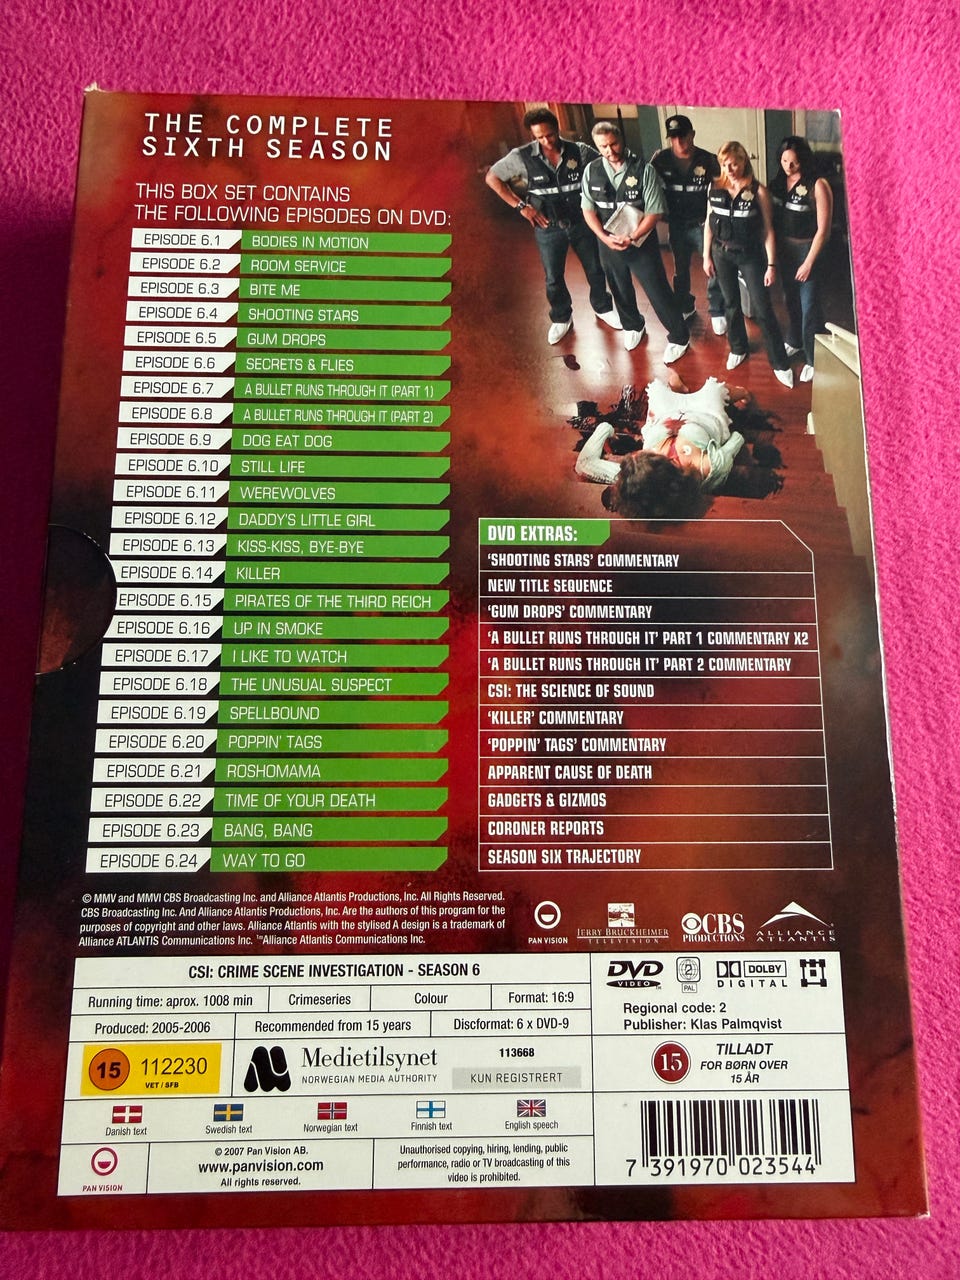 THE COMPLETE
SIXTH SEASON
THIS BOX SET CONTAINS
THE FOLLOWING EPISODES ON DVD:
EPISODE 6.1 BODIES IN MOTION
EPISODE 6.2 ROOM SERVICE
EPISODE 6.3 BITE ME
EPISODE 6.4 SHOOTING STARS
EPISODE 6.5 GUM DROPS
EPISODE 6.6 SECRETS & FLIES
EPISODE 6.7 A BULLET RUNS THROUGH IT (PART 1)
EPISODE 6.8 A BULLET RUNS THROUGH IT (PART 2)
EPISODE 6.9 DOG EAT DOG
EPISODE 6.10 STILL LIFE
EPISODE 6.11 WEREWOLVES
EPISODE 6.12 DADDY'S LITTLE GIRL
EPISODE 6.13 KISS-KISS, BYE-BYE
EPISODE 6.14 KILLER
EPISODE 6.15 PIRATES OF THE THIRD REICH
EPISODE 6.16 UP IN SMOKE
EPISODE 6.17 I LIKE TO WATCH
EPISODE 6.18 THE UNUSUAL SUSPECT
EPISODE 6.19 SPELLBOUND
EPISODE 6.20 POPPIN' TAGS
EPISODE 6.21 ROSHOMAMA
EPISODE 6.22 TIME OF YOUR DEATH
EPISODE 6.23 BANG, BANG
EPISODE 6.24 WAY TO GO
DVD EXTRAS:
'SHOOTING STARS' COMMENTARY
NEW TITLE SEQUENCE
'GUM DROPS' COMMENTARY
'A BULLET RUNS THROUGH IT' PART 1 COMMENTARY X2
'A BULLET RUNS THROUGH IT' PART 2 COMMENTARY
CSI: THE SCIENCE OF SOUND
'KILLER' COMMENTARY
'POPPIN' TAGS' COMMENTARY
APPARENT CAUSE OF DEATH
GADGETS & GIZMOS
CORONER REPORTS
SEASON SIX TRAJECTORY
© MMV and MMVI CBS Broadcasting Inc. and Alliance Atlantis Productions, Inc. All Rights Reserved.
CBS Broadcasting Inc. And Alliance Atlantis Productions, Inc. Are the authors of this program for the
purposes of copyright and other laws. Alliance Atlantis with the stylised A design is a trademark of
Alliance ATLANTIS Communications Inc. ™Alliance Atlantis Communications Inc.
PAN VISION
JERRY BRUCKHEIMER
TELEVISION
CBS
PRODUCTIONS
ALLIANCE
ATLANTIS
CSI: CRIME SCENE INVESTIGATION - SEASON 6
Running time: aprox. 1008 min Crimeseries Colour Format: 16:9
Produced: 2005-2006 Recommended from 15 years Discformat: 6 x DVD-9
DVD
VIDEO
2
PAL
DOLBY
DIGITAL
Regional code: 2
Publisher: Klas Palmqvist
15 112230
VET / SFB
Medietilsynet
NORWEGIAN MEDIA AUTHORITY
113668
KUN REGISTRERT
15
TILLADT
FOR BØRN OVER
15 ÅR
Danish text Swedish text Norwegian text Finnish text English speech
PAN VISION
© 2007 Pan Vision AB.
www.panvision.com
All rights reserved.
Unauthorised copying, hiring, lending, public
performance, radio or TV broadcasting of this
video is prohibited.
7 391970 023544